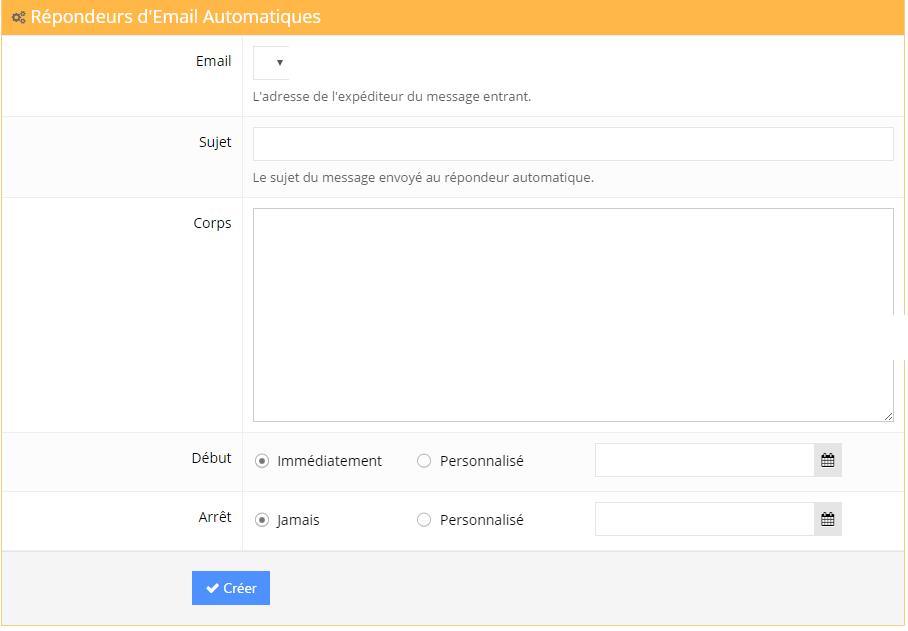 Répondeurs d'Email Automatiques
Email
L'adresse de l'expéditeur du message entrant.
Sujet
Le sujet du message envoyé au répondeur automatique.
Corps
Début Immédiatement Personnalisé
Arrêt Jamais Personnalisé
Créer